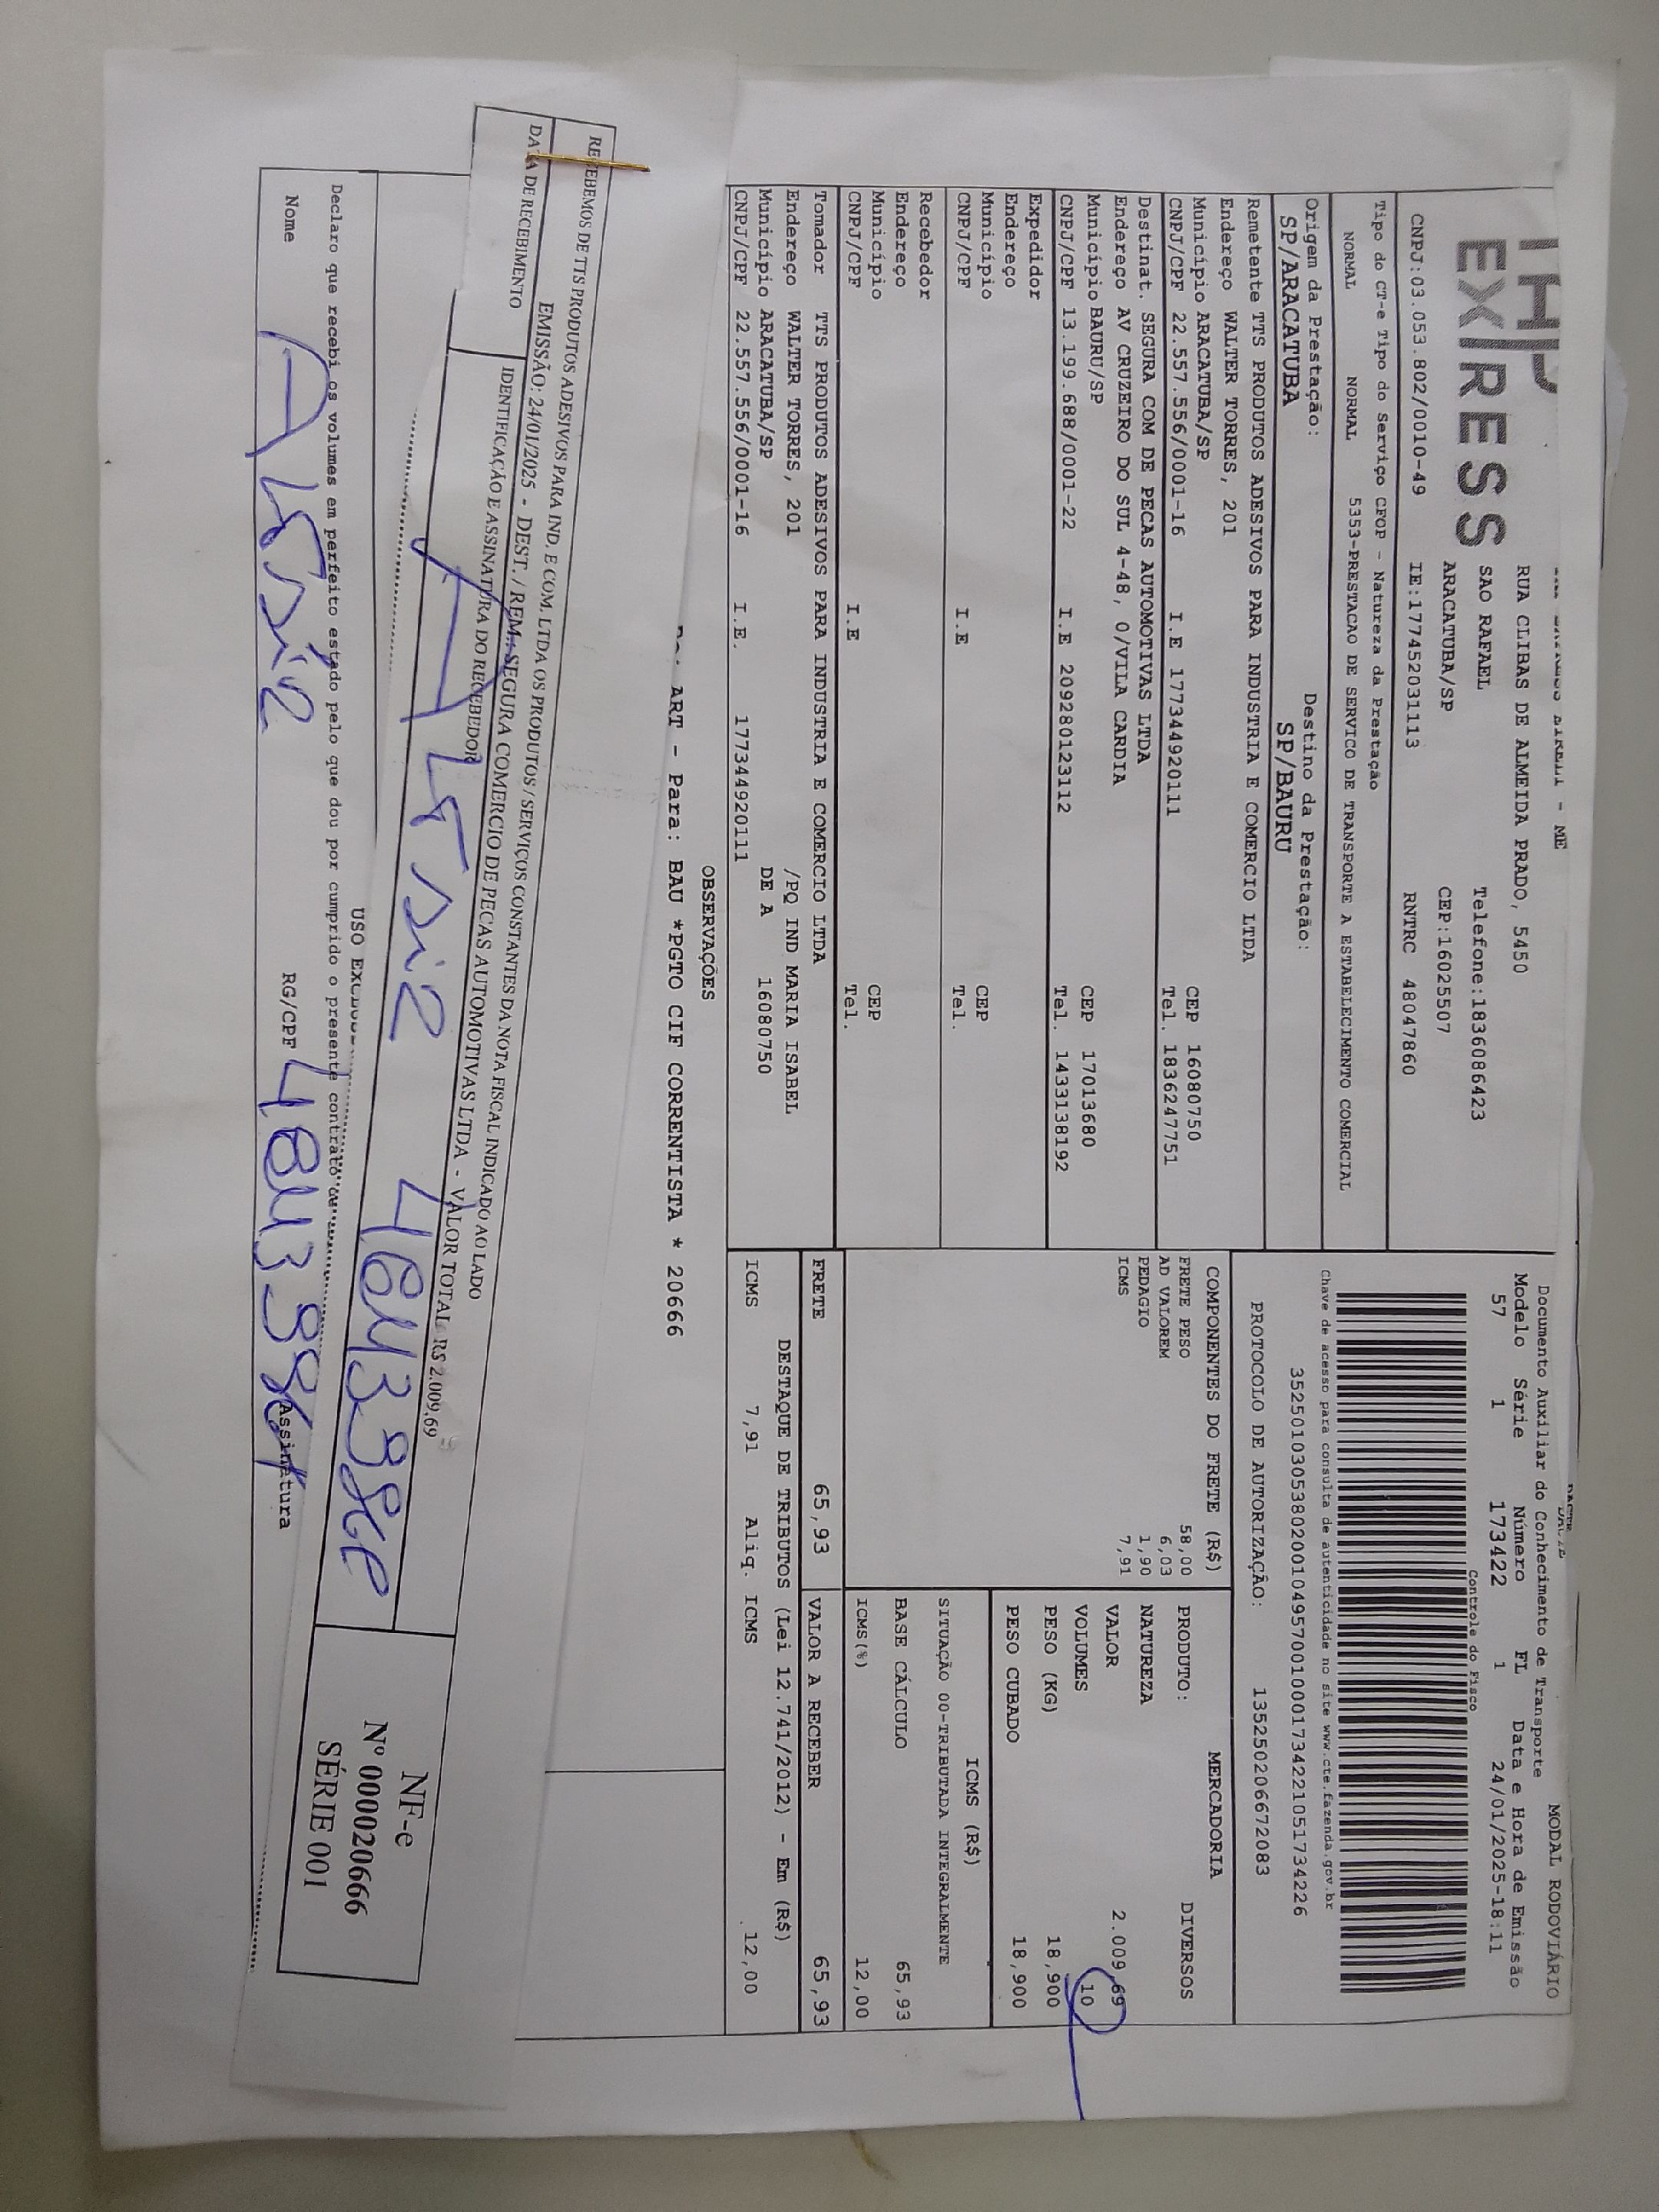 EXPRESS
RUA CLIBAS DE ALMEIDA PRADO, 5450
SAO RAFAEL Telefone:1836086423
ARACATUBA/SP CEP:16025507
CNPJ:03.053.802/0010-49 IE:177452031113 RNTRC 48047860
Tipo do CT-e Tipo do Serviço CFOP - Natureza da Prestação
NORMAL NORMAL 5353-PRESTACAO DE SERVICO DE TRANSPORTE A ESTABELECIMENTO COMERCIAL
Origem da Prestação: Destino da Prestação:
SP/ARACATUBA SP/BAURU
Remetente TTS PRODUTOS ADESIVOS PARA INDUSTRIA E COMERCIO LTDA
Endereço WALTER TORRES, 201
Município ARACATUBA/SP CEP 16080750
CNPJ/CPF 22.557.556/0001-16 I.E 177344920111 Tel. 1836247751
Destinat. SEGURA COM DE PECAS AUTOMOTIVAS LTDA
Endereço AV CRUZEIRO DO SUL 4-48, 0/VILA CARDIA
Município BAURU/SP CEP 17013680
CNPJ/CPF 13.199.688/0001-22 I.E 209280123112 Tel. 1433138192
Expedidor
Endereço
Município CEP
CNPJ/CPF I.E Tel.
Recebedor
Endereço
Município CEP
CNPJ/CPF I.E Tel.
Tomador TTS PRODUTOS ADESIVOS PARA INDUSTRIA E COMERCIO LTDA
Endereço WALTER TORRES, 201 /PQ IND MARIA ISABEL
Município ARACATUBA/SP DE A 16080750
CNPJ/CPF 22.557.556/0001-16 I.E. 177344920111
MODAL RODOVIÁRIO
Documento Auxiliar do Conhecimento de Transporte
Modelo Série Número FL Data e Hora de Emissão
57 1 173422 1 24/01/2025-18:11
Controle do Fisco
Chave de acesso para consulta de autenticidade no site www.cte.fazenda.gov.br
35250103053802001049570010001734221051734226
PROTOCOLO DE AUTORIZAÇÃO: 135250206672083
COMPONENTES DO FRETE (R$)
FRETE PESO 58,00
AD VALOREM 6,03
PEDAGIO 1,90
ICMS 7,91
MERCADORIA
PRODUTO: DIVERSOS
NATUREZA
VALOR 2.009,69
VOLUMES 10
PESO (KG) 18,900
PESO CUBADO 18,900
ICMS (R$)
SITUAÇÃO 00-TRIBUTADA INTEGRALMENTE
BASE CÁLCULO 65,93
ICMS(%) 12,00
FRETE 65,93 VALOR A RECEBER 65,93
DESTAQUE DE TRIBUTOS (Lei 12.741/2012) - Em (R$)
ICMS 7,91 Aliq. ICMS 12,00
OBSERVAÇÕES
ART - Para: BAU *PGTO CIF CORRENTISTA * 20666
RECEBEMOS DE TTS PRODUTOS ADESIVOS PARA IND. E COM. LTDA OS PRODUTOS / SERVIÇOS CONSTANTES DA NOTA FISCAL INDICADO AO LADO
EMISSÃO: 24/01/2025 - DEST. / REM.: SEGURA COMERCIO DE PECAS AUTOMOTIVAS LTDA - VALOR TOTAL: R$ 2.009,69
DATA DE RECEBIMENTO IDENTIFICAÇÃO E ASSINATURA DO RECEBEDOR
NF-e
Nº 000020666
SÉRIE 001
USO
Declaro que recebi os volumes em perfeito estado pelo que dou por cumprido o presente contrato
Nome RG/CPF Assinatura